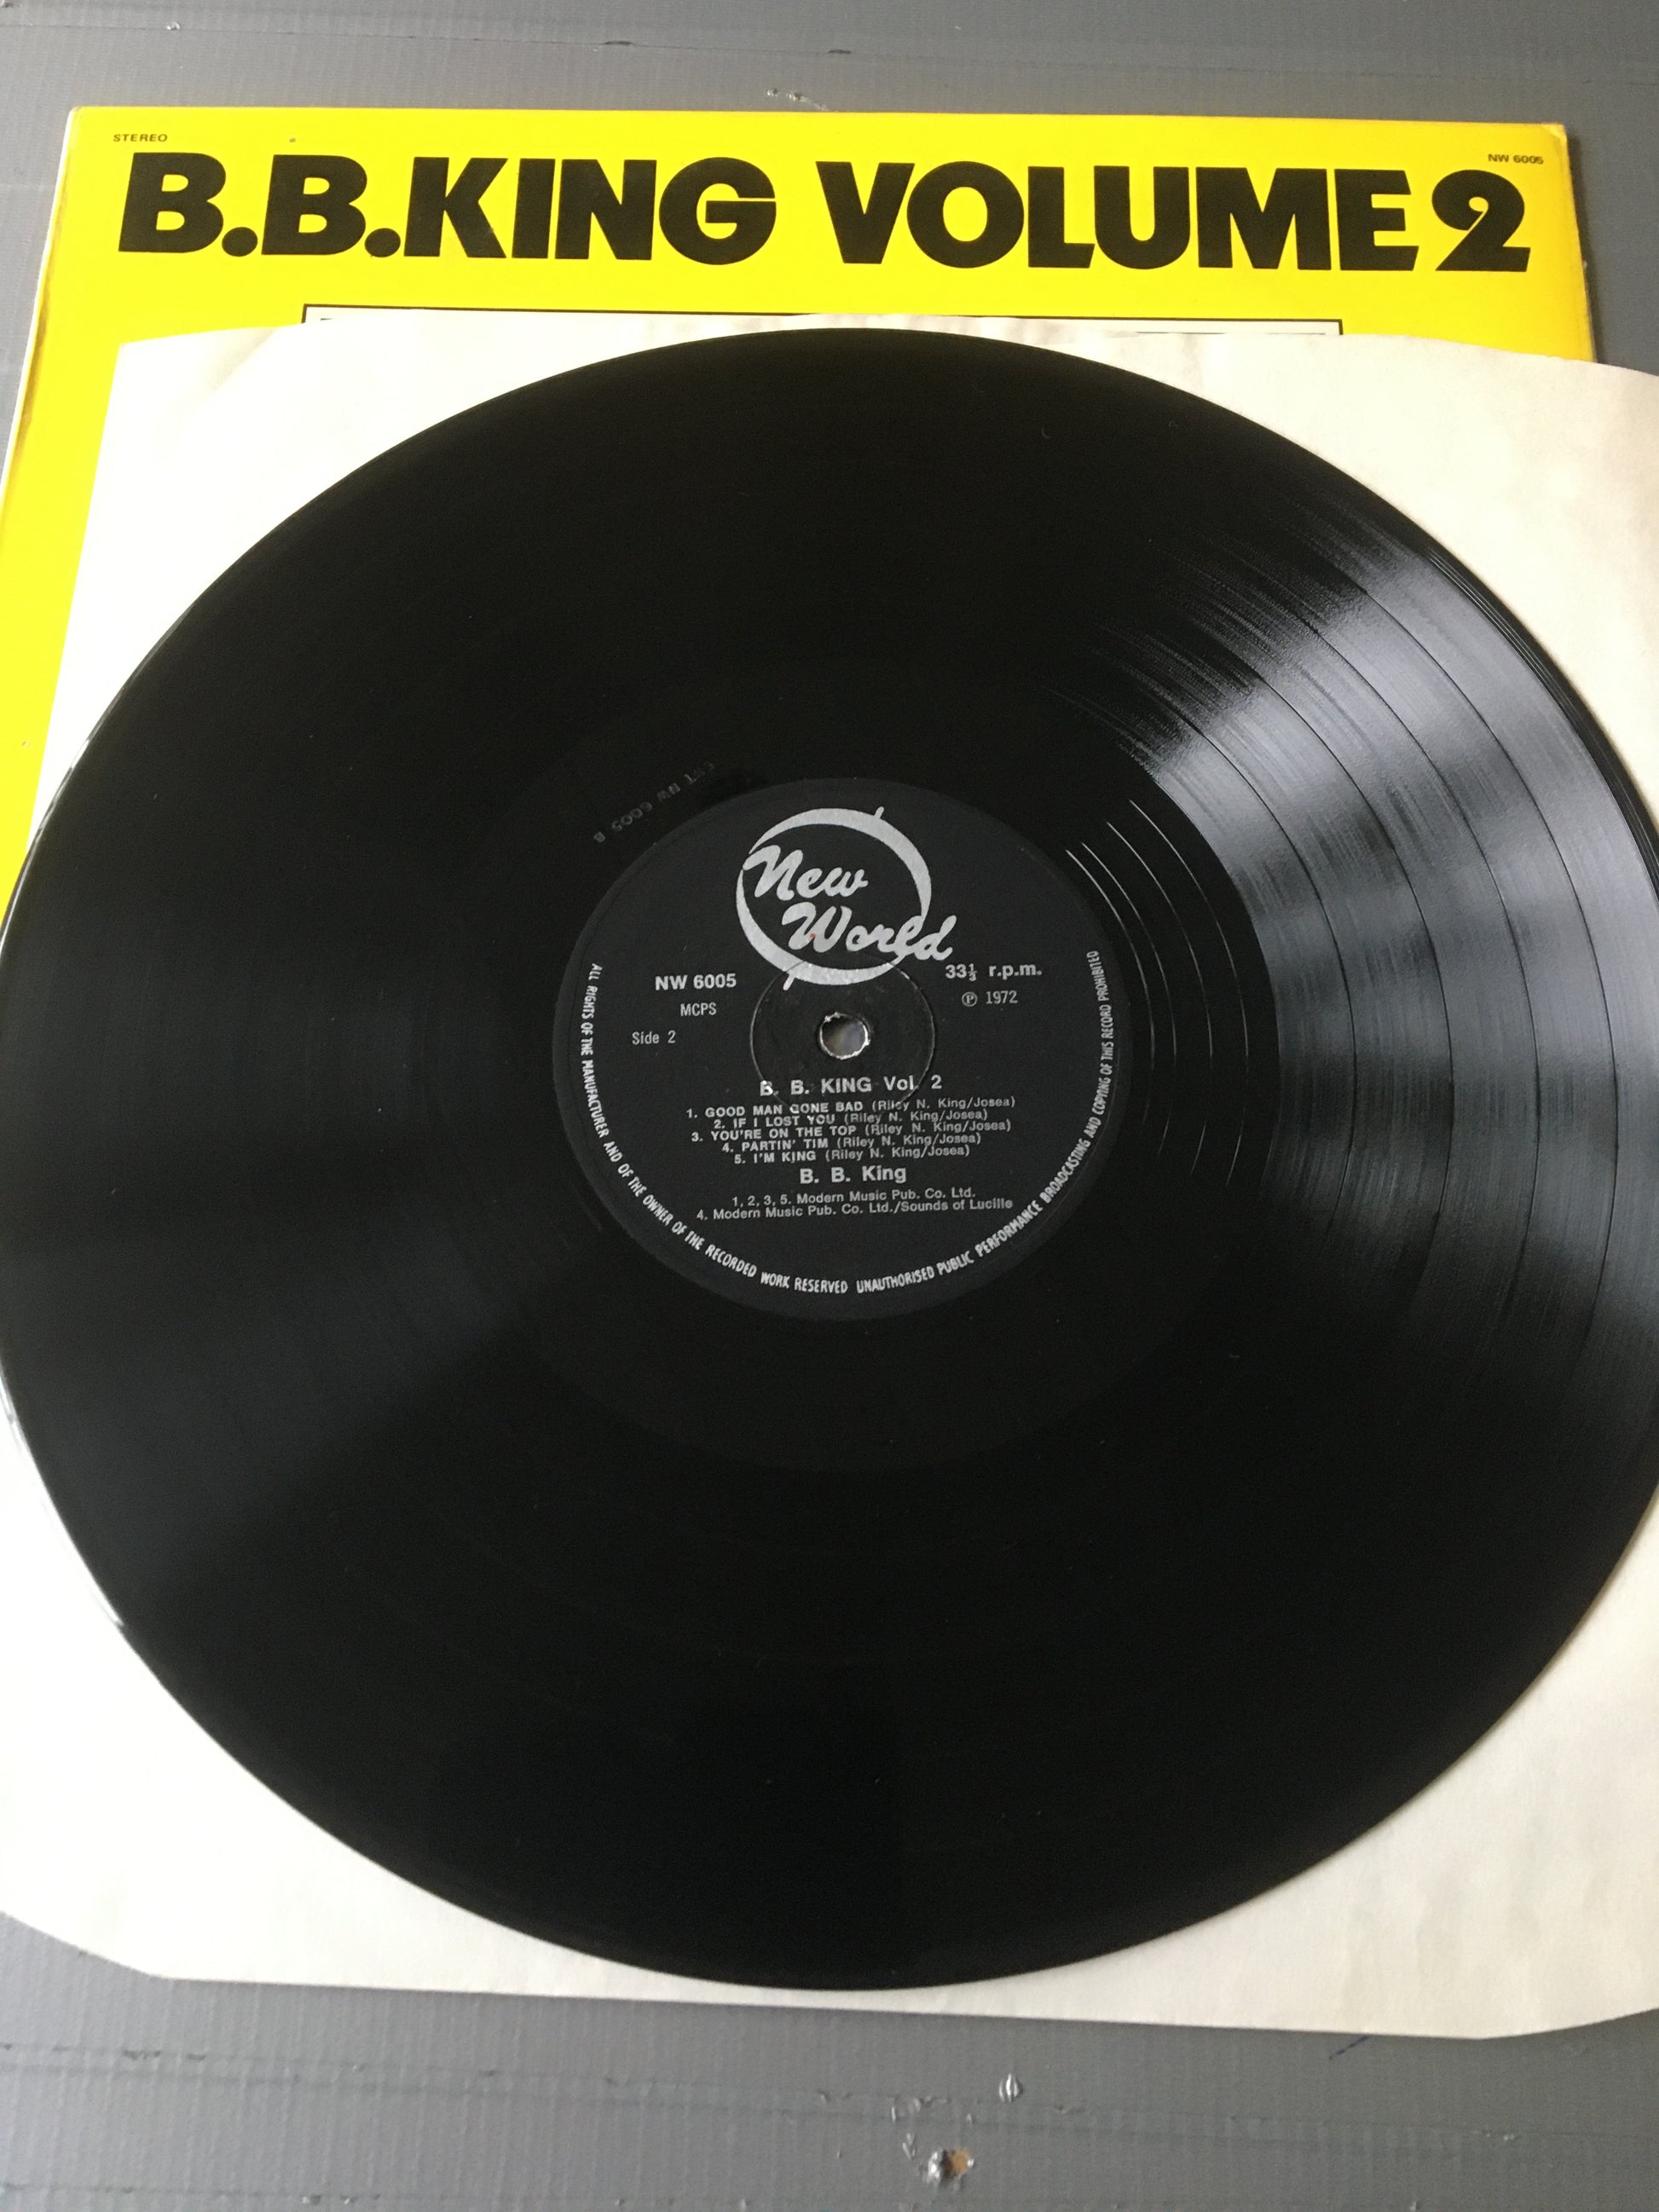 STEREO
NW 6005
B.B.KING VOLUME 2
NW 6005 B
New
World
NW 6005
33⅓ r.p.m.
MCPS
Ⓟ 1972
Side 2
B. B. KING Vol. 2
1. GOOD MAN GONE BAD (Riley N. King/Josea)
2. IF I LOST YOU (Riley N. King/Josea)
3. YOU'RE ON THE TOP (Riley N. King/Josea)
4. PARTIN' TIM (Riley N. King/Josea)
5. I'M KING (Riley N. King/Josea)
B. B. King
1, 2, 3, 5. Modern Music Pub. Co. Ltd.
4. Modern Music Pub. Co. Ltd./Sounds of Lucille
ALL RIGHTS OF THE MANUFACTURER AND OF THE OWNER OF THE RECORDED WORK RESERVED UNAUTHORISED PUBLIC PERFORMANCE BROADCASTING AND COPYING OF THIS RECORD PROHIBITED